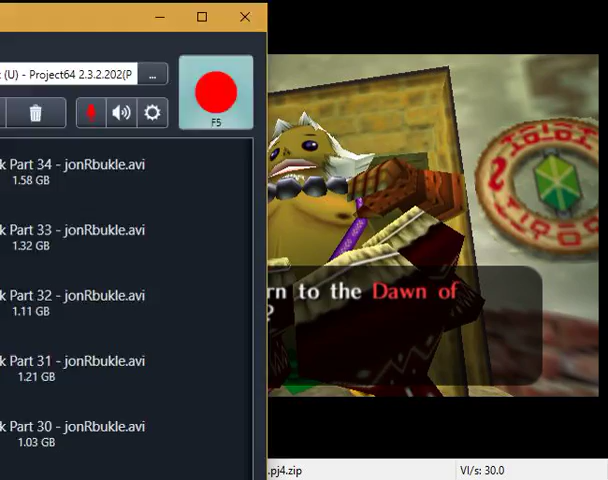 (U) - Project64 2.3.2.202(P
...
F5
k Part 34 - jonRbukle.avi
1.58 GB
k Part 33 - jonRbukle.avi
1.32 GB
k Part 32 - jonRbukle.avi
1.11 GB
k Part 31 - jonRbukle.avi
1.21 GB
k Part 30 - jonRbukle.avi
1.03 GB
rn to the Dawn of
?
.pj4.zip
VI/s: 30.0